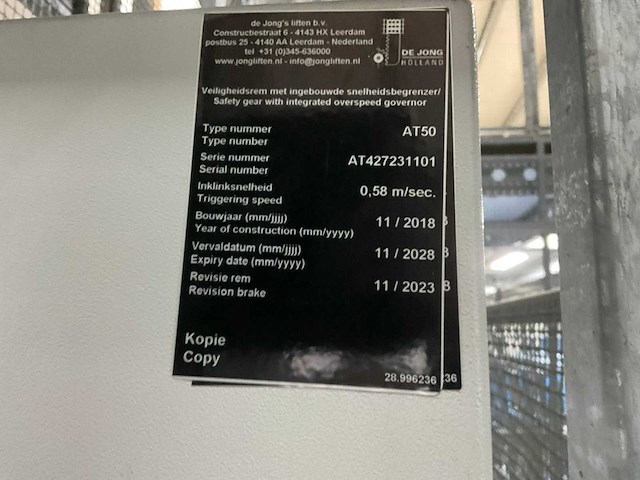 de Jong's liften b.v.
Constructiestraat 6 - 4143 HX Leerdam
postbus 25 - 4140 AA Leerdam - Nederland
tel +31 (0)345-636000
www.jongliften.nl - info@jongliften.nl
DE JONG
HOLLAND
Veiligheidsrem met ingebouwde snelheidsbegrenzer/
Safety gear with integrated overspeed governor
Type nummer
Type number
AT50
Serie nummer
Serial number
AT427231101
Inklinksnelheid
Triggering speed
0,58 m/sec.
Bouwjaar (mm/jjjj)
Year of construction (mm/yyyy)
11 / 2018
Vervaldatum (mm/jjjj)
Expiry date (mm/yyyy)
11 / 2028
Revisie rem
Revision brake
11 / 2023
Kopie
Copy
28.996236